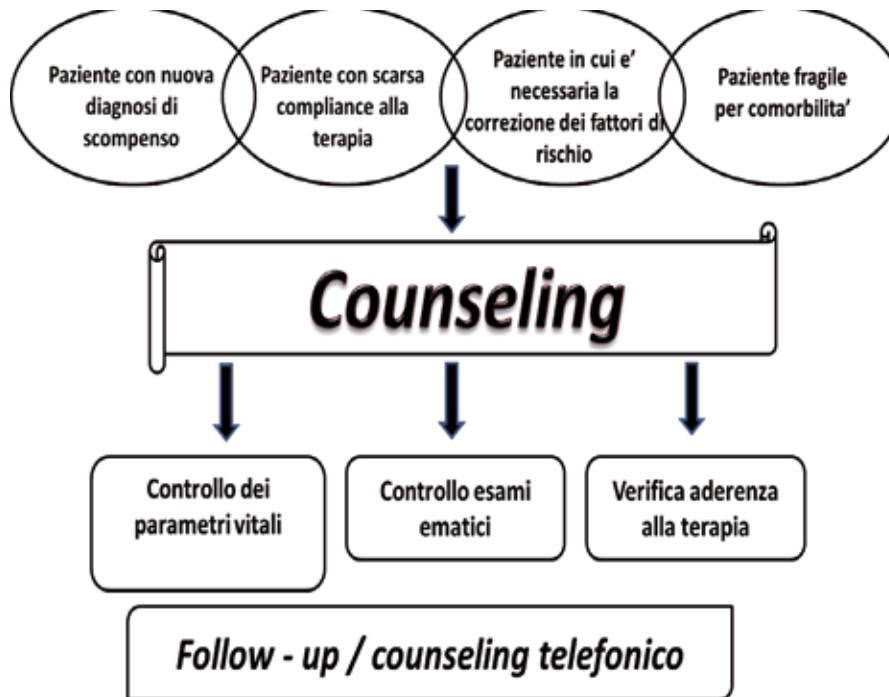 Paziente con nuova
diagnosi di
scompenso
Paziente con scarsa
compliance alla
terapia
Paziente in cui e'
necessaria la
correzione dei fattori di
rischio
Paziente fragile
per comorbilita'
Counseling
Controllo dei
parametri vitali
Controllo esami
ematici
Verifica aderenza
alla terapia
Follow - up / counseling telefonico